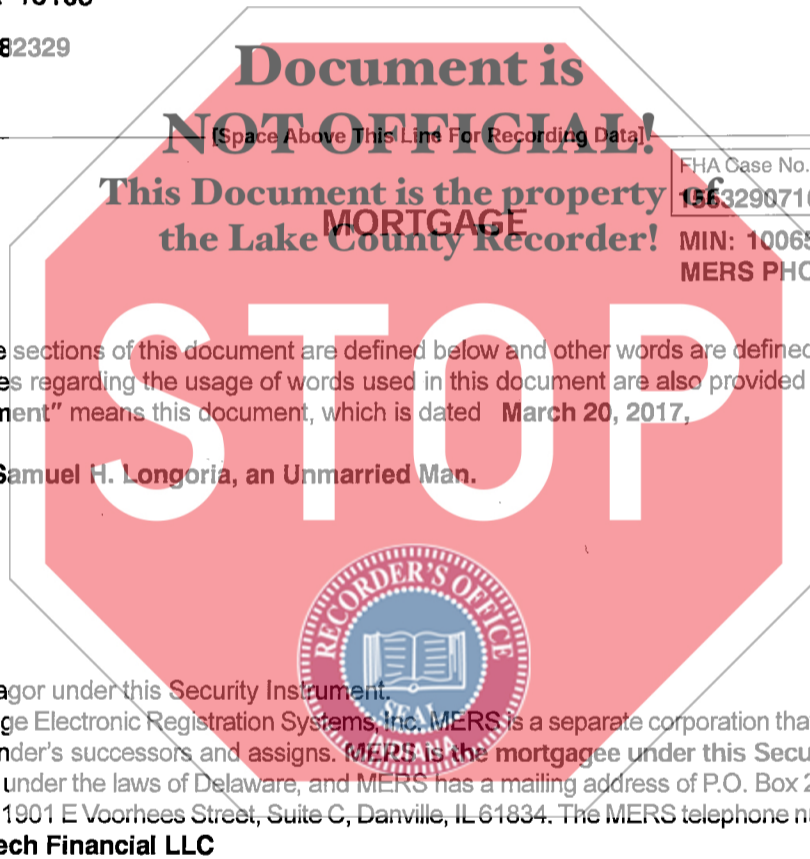 82329
Document is
NOT OFFICIAL!
[Space Above This Line For Recording Data]
FHA Case No.
This Document is the property of
156329071
MORTGAGE
the Lake County Recorder!
MIN: 1006
MERS
STOP
sections of this document are defined below and other words are defined
regarding the usage of words used in this document are also provided
means this document, which is dated March 20, 2017,
Samuel H. Longoria, an Unmarried Man.
RECORDER'S OFFICE
SEAL
under this Security Instrument.
Electronic Registration Systems, Inc. MERS is a separate corporation
successors and assigns. MERS is the mortgagee under this
under the laws of Delaware, and MERS has a mailing address of P.O. Box 2
1901 E Voorhees Street, Suite C, Danville, IL 61834. The MERS telephone
Financial LLC